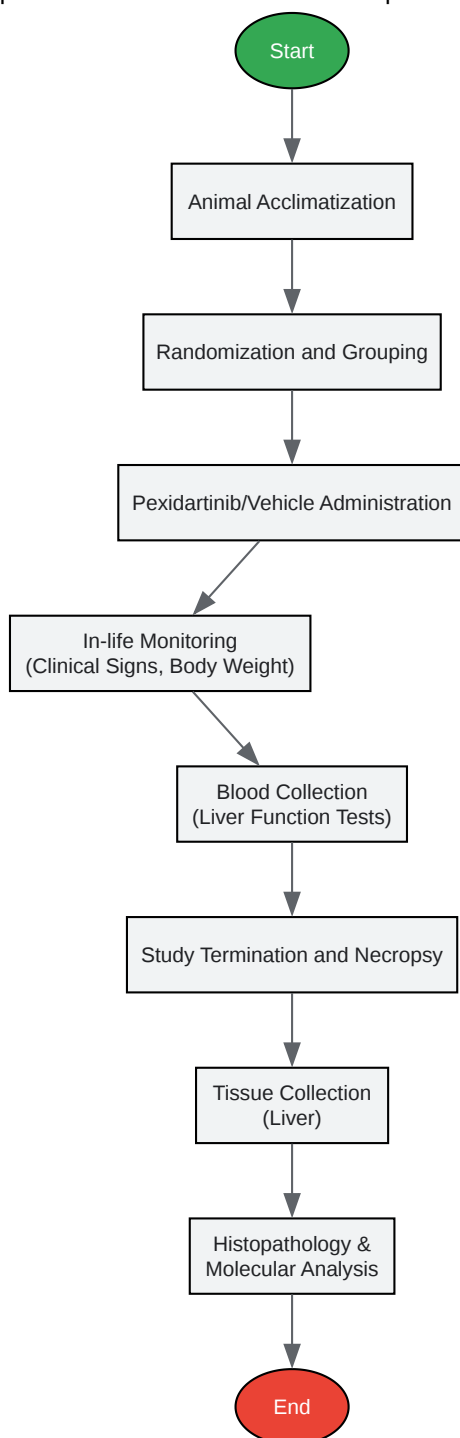 Start
Animal Acclimatization
Randomization and Grouping
Pexidartinib/Vehicle Administration
In-life Monitoring
(Clinical Signs, Body Weight)
Blood Collection
(Liver Function Tests)
Study Termination and Necropsy
Tissue Collection
(Liver)
Histopathology &
Molecular Analysis
End